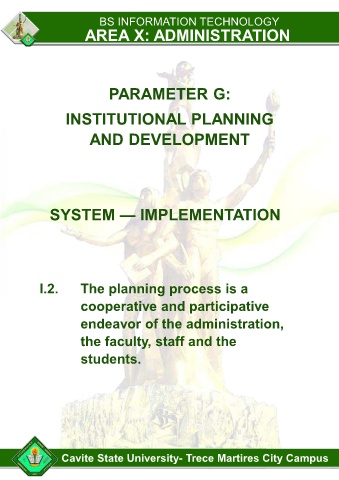 BS INFORMATION TECHNOLOGY
AREA X: ADMINISTRATION
PARAMETER G:
INSTITUTIONAL PLANNING
AND DEVELOPMENT
SYSTEM — IMPLEMENTATION
I.2. The planning process is a
cooperative and participative
endeavor of the administration,
the faculty, staff and the
students.
Cavite State University- Trece Martires City Campus